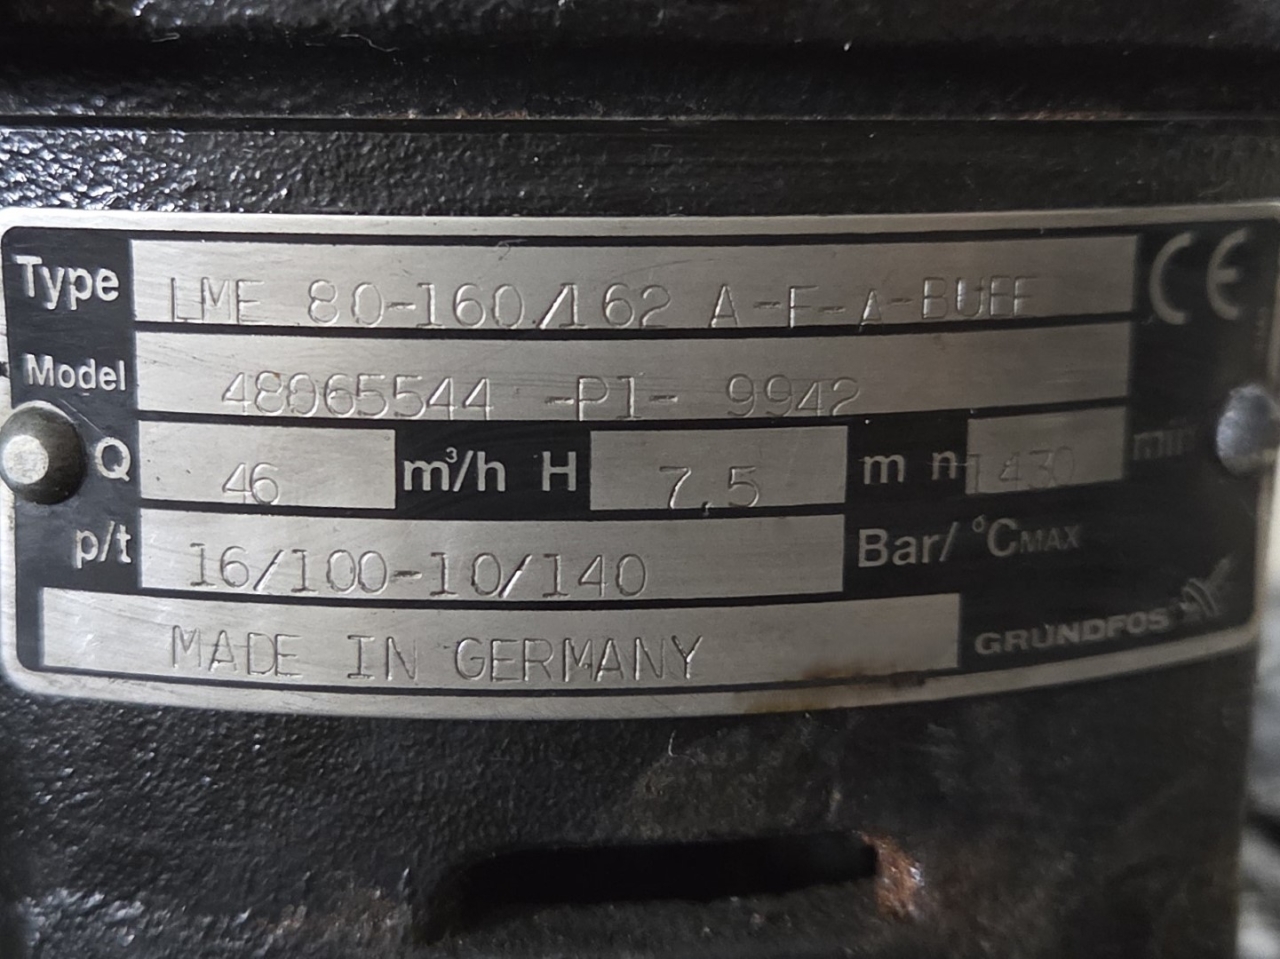 Type LME 80-160/162 A-F-A-BUEE CE
Model 48065544 -P1- 9942
Q 46 m³/h H 7,5 m n 1430 min
p/t 16/100-10/140 Bar/°CMAX
MADE IN GERMANY GRUNDFOS